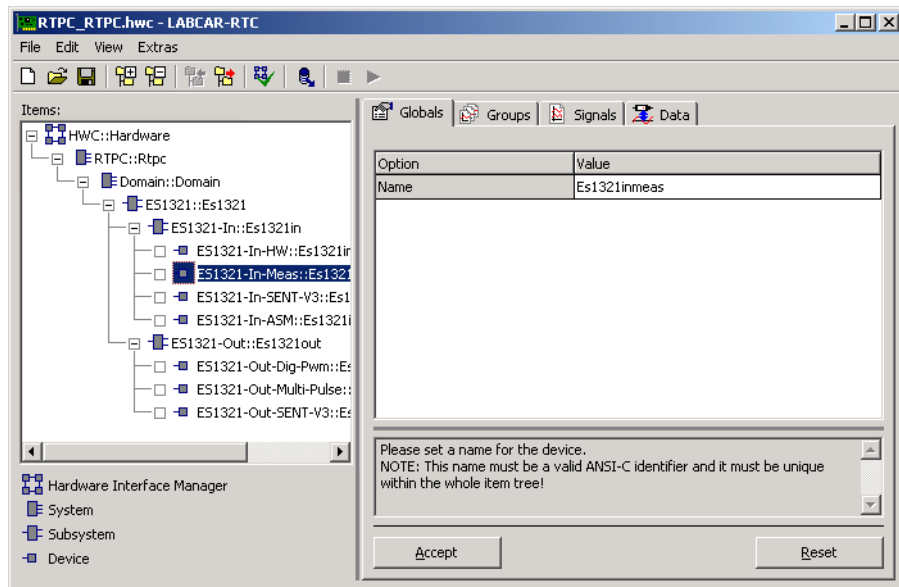 RTPC_RTPC.hwc - LABCAR-RTC
File Edit View Extras
Items:
HWC::Hardware
RTPC::Rtpc
Domain::Domain
ES1321::Es1321
ES1321-In::Es1321in
ES1321-In-HW::Es1321in
ES1321-In-Meas::Es1321
ES1321-In-SENT-V3::Es1
ES1321-In-ASM::Es1321i
ES1321-Out::Es1321out
ES1321-Out-Dig-Pwm::Es
ES1321-Out-Multi-Pulse::
ES1321-Out-SENT-V3::Es
Hardware Interface Manager
System
Subsystem
Device
Globals Groups Signals Data
Option Value
Name Es1321inmeas
Please set a name for the device.
NOTE: This name must be a valid ANSI-C identifier and it must be unique
within the whole item tree!
Accept Reset